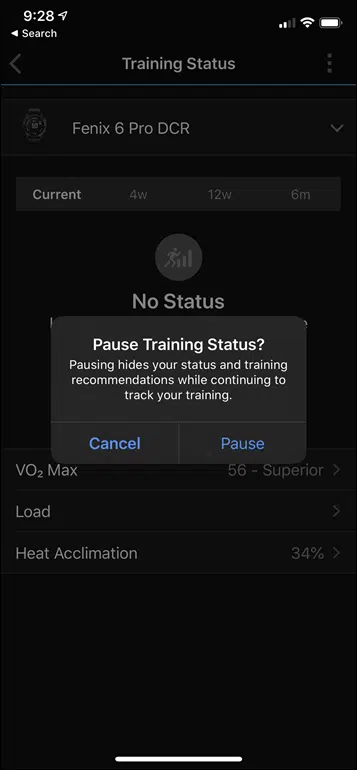 9:28
◀ Search
Training Status
Fenix 6 Pro DCR
Current 4w 12w 6m
No Status
Pause Training Status?
Pausing hides your status and training
recommendations while continuing to
track your training.
Cancel Pause
VO₂ Max 56 - Superior
Load
Heat Acclimation 34%